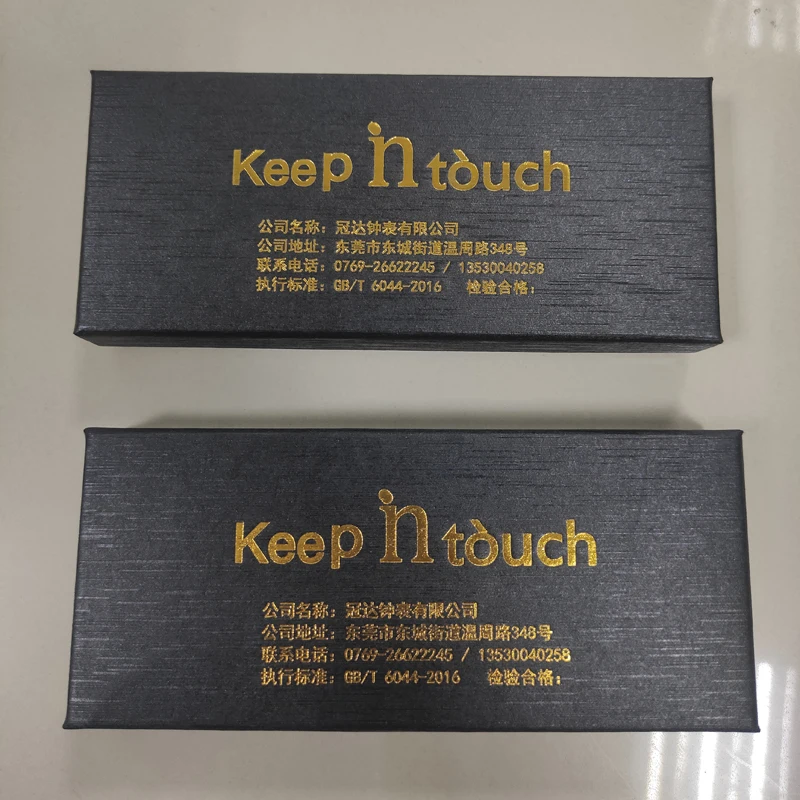 Keep in touch
公司名称：冠达钟表有限公司
公司地址：东莞市东城街道温周路348号
联系电话：0769-26622245 / 13530040258
执行标准：GB/T 6044-2016 检验合格：
Keep in touch
公司名称：冠达钟表有限公司
公司地址：东莞市东城街道温周路348号
联系电话：0769-26622245 / 13530040258
执行标准：GB/T 6044-2016 检验合格：